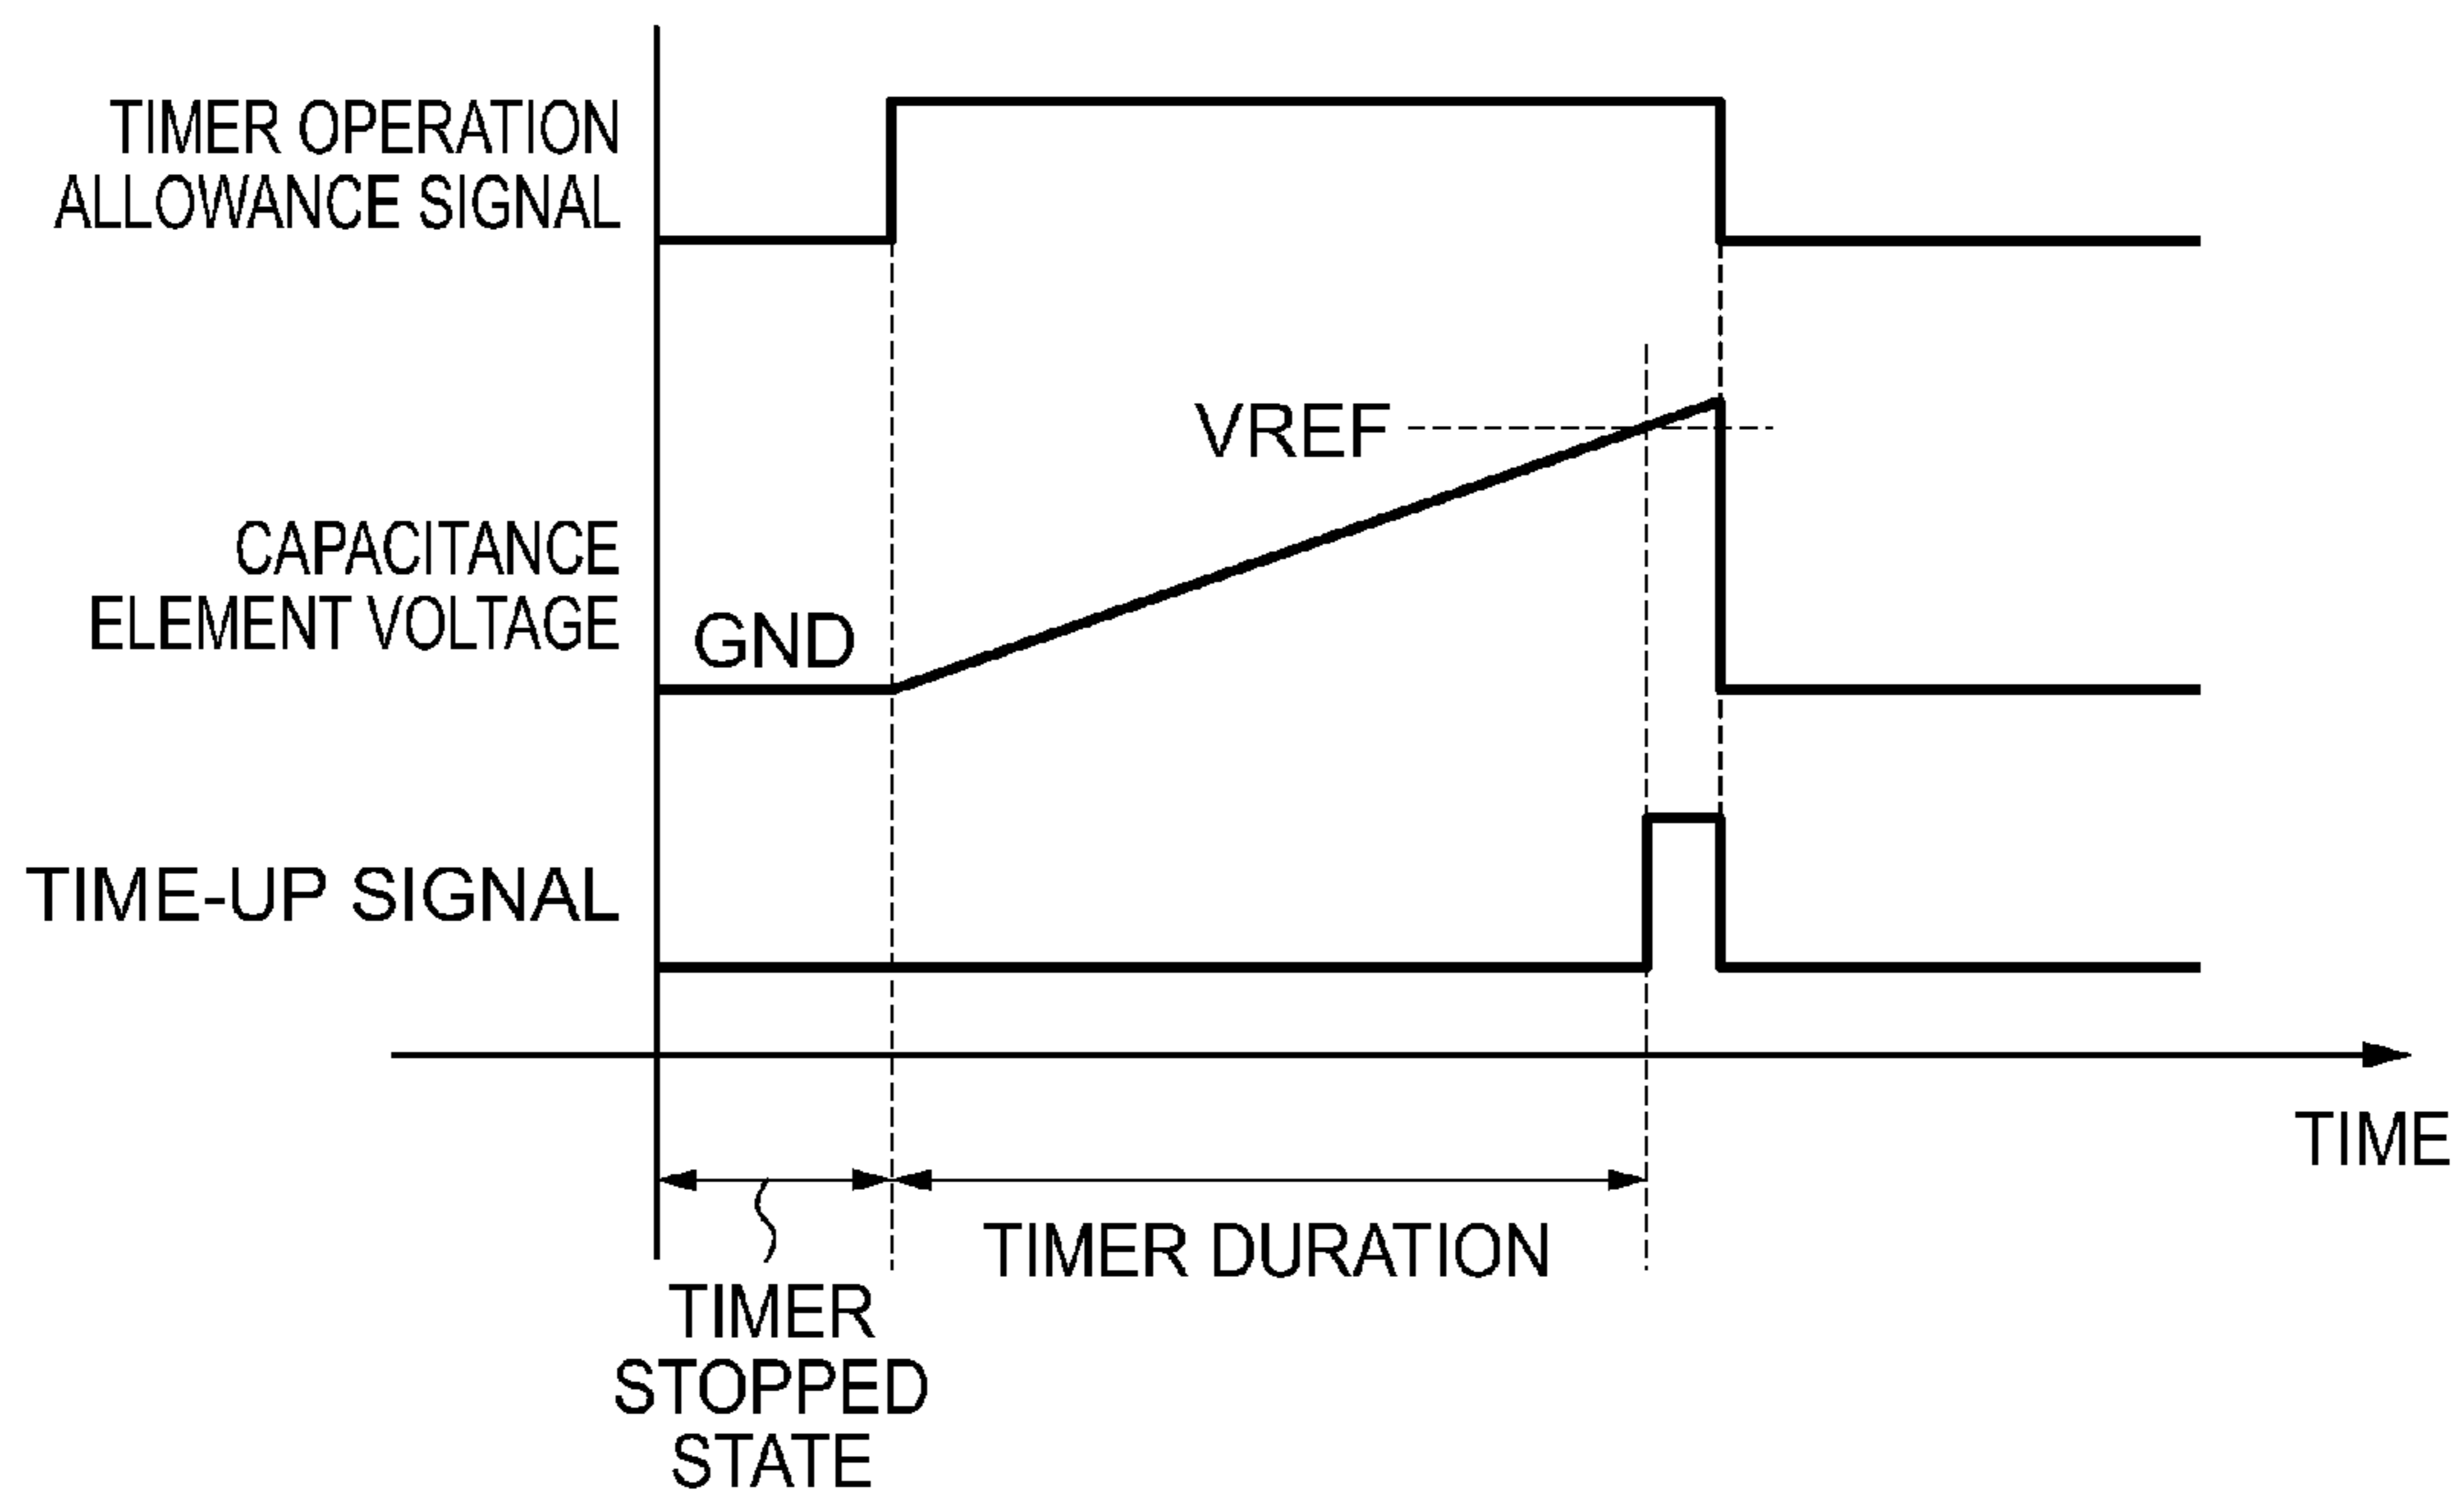 TIMER OPERATION
ALLOWANCE SIGNAL
VREF
CAPACITANCE
ELEMENT VOLTAGE
GND
TIME-UP SIGNAL
TIME
TIMER DURATION
TIMER
STOPPED
STATE